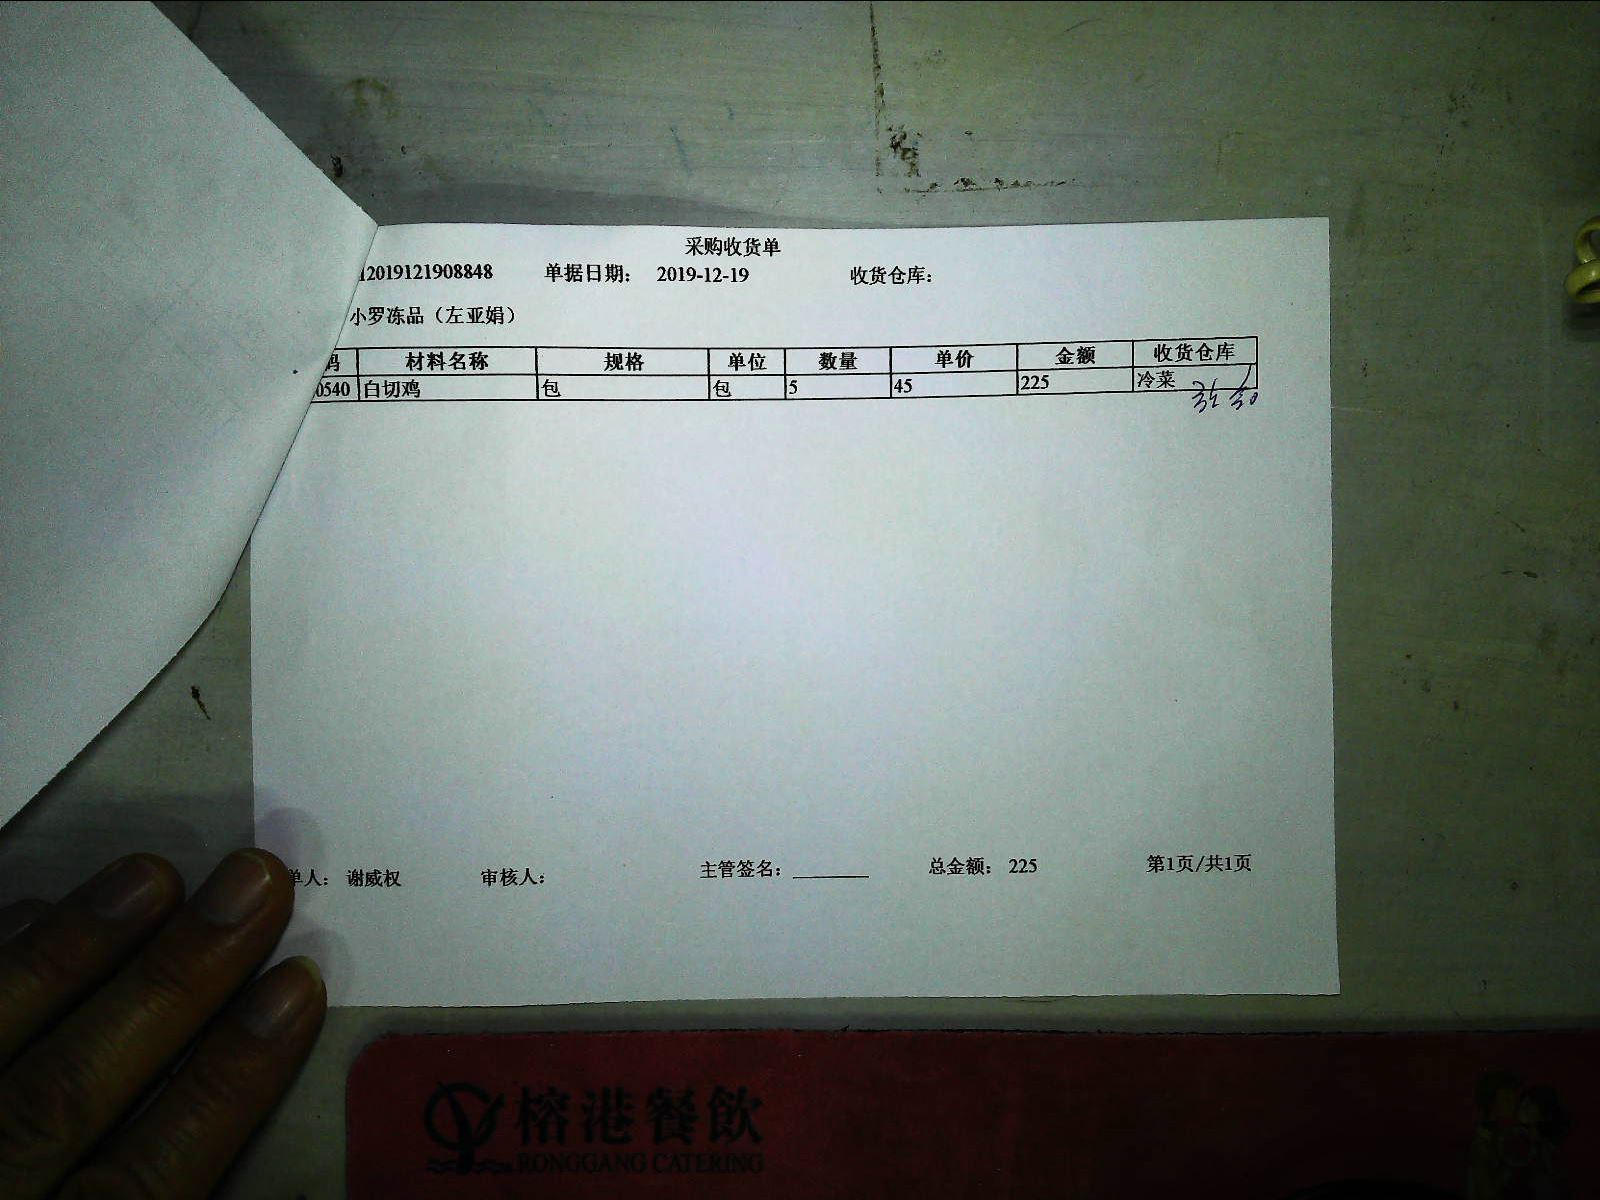 采购收货单
12019121908848 单据日期： 2019-12-19 收货仓库：
小罗冻品（左亚娟）
码 材料名称 规格 单位 数量 单价 金额 收货仓库
0540 白切鸡 包 包 5 45 225 冷菜
单人： 谢威权 审核人： 主管签名：________ 总金额： 225 第1页/共1页
榕港餐飲
RONGGANG CATERING